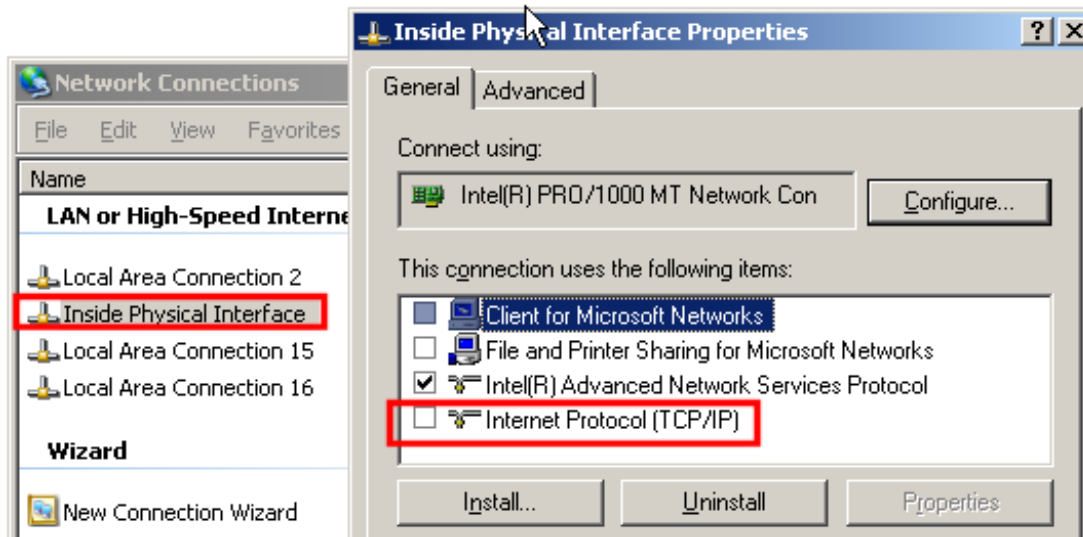 Network Connections
File Edit View Favorites
Name
LAN or High-Speed Interne
Local Area Connection 2
Inside Physical Interface
Local Area Connection 15
Local Area Connection 16
Wizard
New Connection Wizard
Inside Physical Interface Properties
General Advanced
Connect using:
Intel(R) PRO/1000 MT Network Con
Configure...
This connection uses the following items:
Client for Microsoft Networks
File and Printer Sharing for Microsoft Networks
Intel(R) Advanced Network Services Protocol
Internet Protocol (TCP/IP)
Install... Uninstall Properties